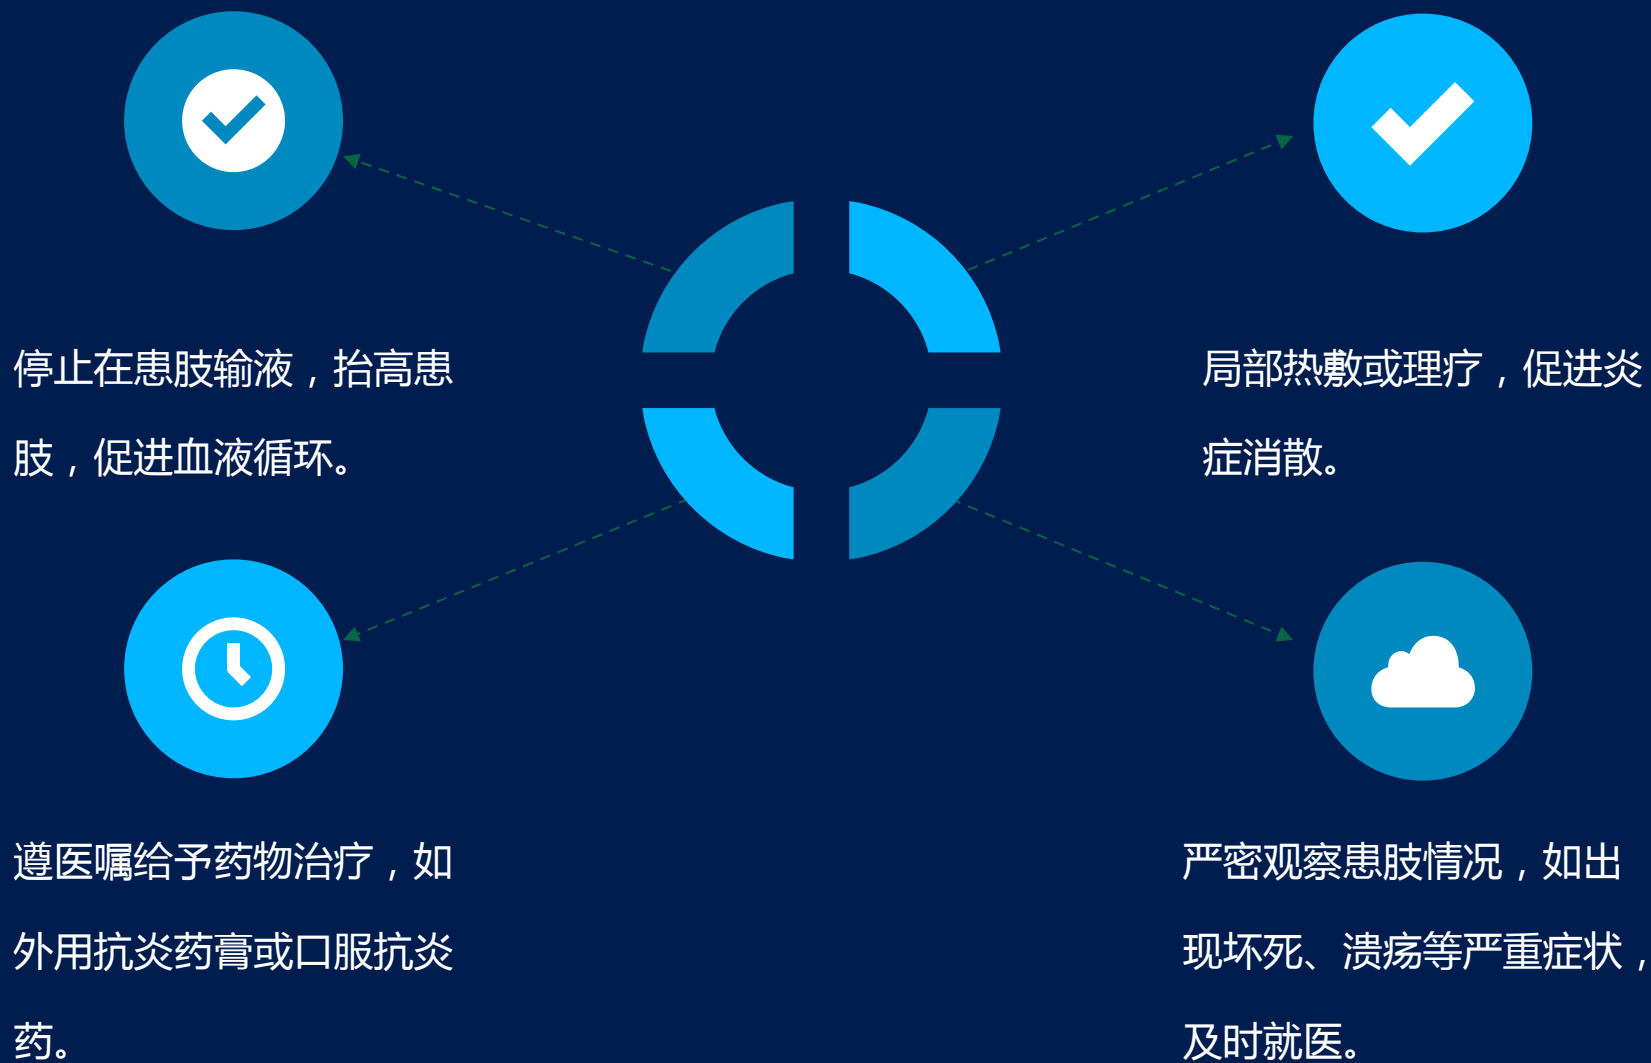 停止在患肢输液，抬高患
肢，促进血液循环。
局部热敷或理疗，促进炎
症消散。
遵医嘱给予药物治疗，如
外用抗炎药膏或口服抗炎
药。
严密观察患肢情况，如出
现坏死、溃疡等严重症状，
及时就医。